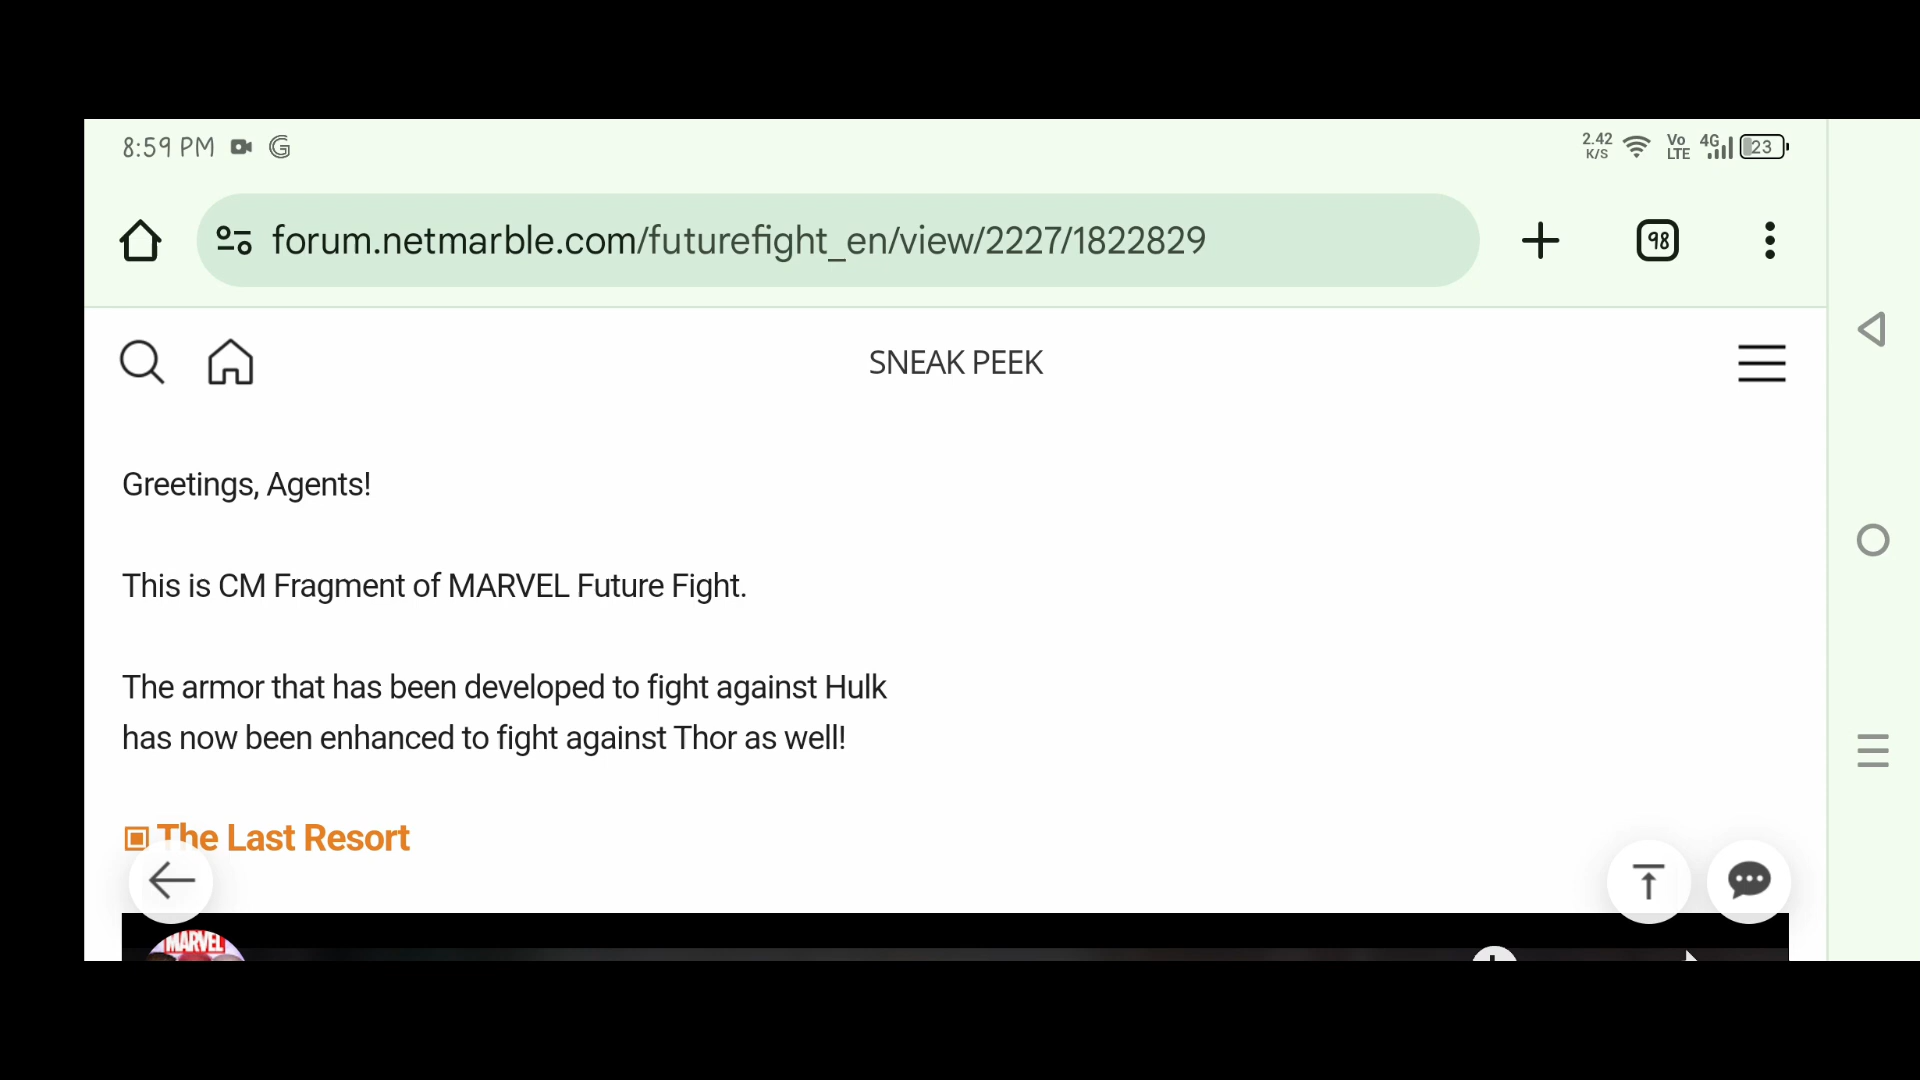 8:59 PM
2.42 K/S
Vo LTE
4G
23
forum.netmarble.com/futurefight_en/view/2227/1822829
98
SNEAK PEEK
Greetings, Agents!
This is CM Fragment of MARVEL Future Fight.
The armor that has been developed to fight against Hulk
has now been enhanced to fight against Thor as well!
The Last Resort
MARVEL